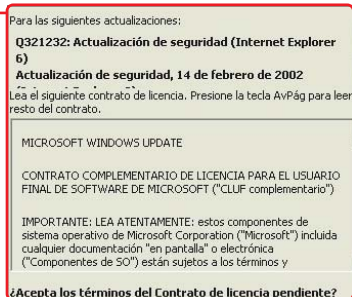 Para las siguientes actualizaciones:
Q321232: Actualización de seguridad (Internet Explorer
6)
Actualización de seguridad, 14 de febrero de 2002
Lea el siguiente contrato de licencia. Presione la tecla AvPág para leer
resto del contrato.
MICROSOFT WINDOWS UPDATE
CONTRATO COMPLEMENTARIO DE LICENCIA PARA EL USUARIO
FINAL DE SOFTWARE DE MICROSOFT ("CLUF complementario")
IMPORTANTE: LEA ATENTAMENTE: estos componentes de
sistema operativo de Microsoft Corporation ("Microsoft") incluida
cualquier documentación "en pantalla" o electrónica
("Componentes de SO") están sujetos a los términos y
¿Acepta los términos del Contrato de licencia pendiente?